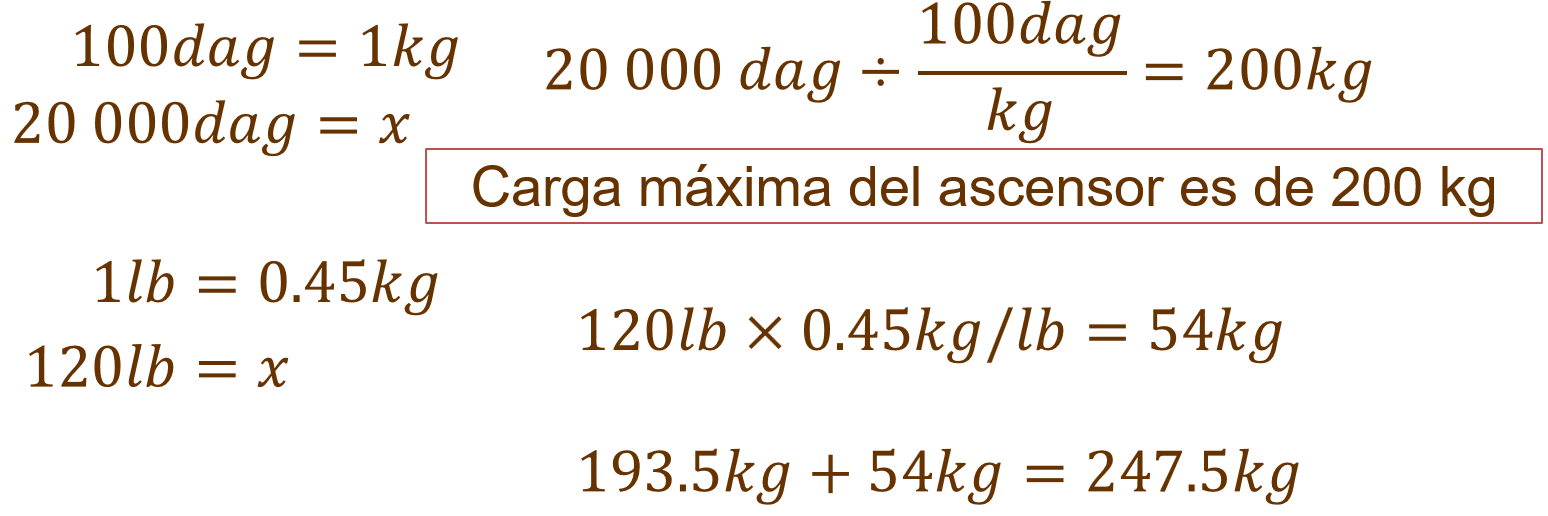 100dag = 1kg
20 000dag = x
20 000 dag ÷ 100dag/kg = 200kg
Carga máxima del ascensor es de 200 kg
1lb = 0.45kg
120lb = x
120lb × 0.45kg/lb = 54kg
193.5kg + 54kg = 247.5kg